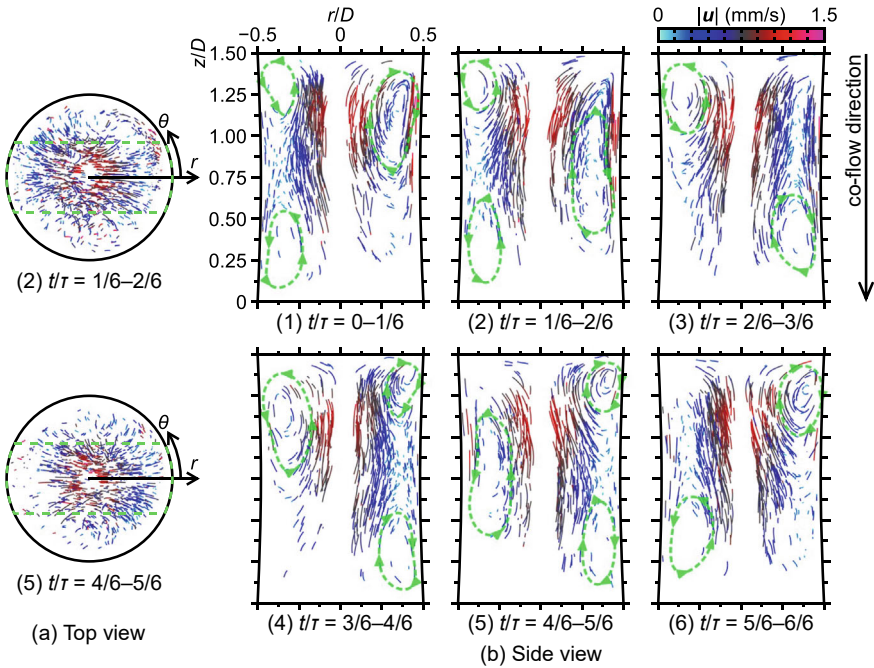 r/D
−0.5 0 0.5
0 |u| (mm/s) 1.5
z/D
1.50
1.25
1.00
0.75
0.50
0.25
0
θ
r
(2) t/τ = 1/6–2/6
co-flow direction
(1) t/τ = 0–1/6
(2) t/τ = 1/6–2/6
(3) t/τ = 2/6–3/6
θ
r
(5) t/τ = 4/6–5/6
(a) Top view
(4) t/τ = 3/6–4/6
(5) t/τ = 4/6–5/6
(6) t/τ = 5/6–6/6
(b) Side view